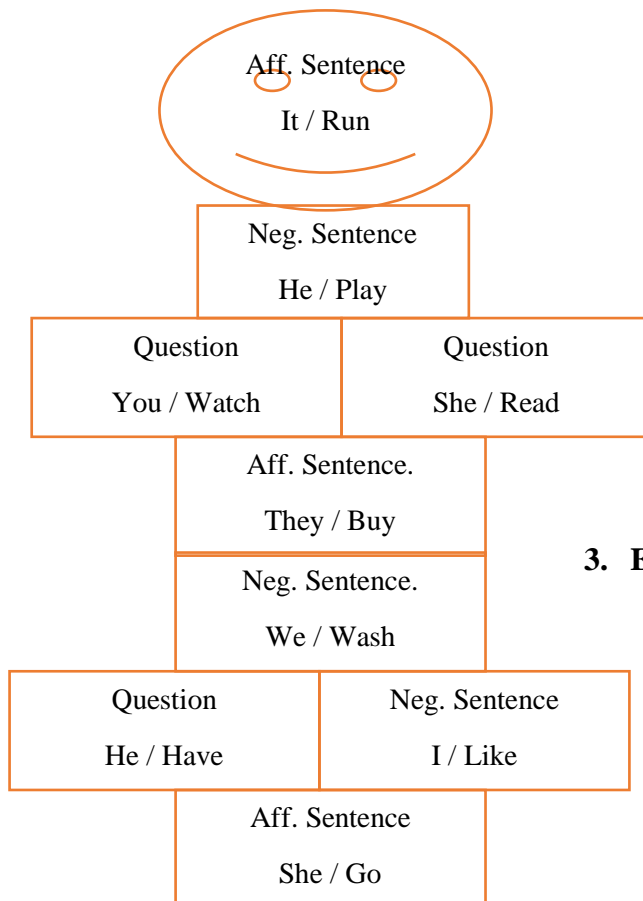 Aff. Sentence
It / Run
Neg. Sentence
He / Play
Question
You / Watch
Question
She / Read
Aff. Sentence.
They / Buy
3. E
Neg. Sentence.
We / Wash
Question
He / Have
Neg. Sentence
I / Like
Aff. Sentence
She / Go